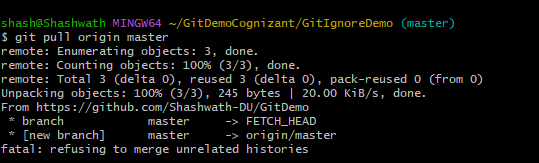 shash@Shashwath MINGW64 ~/GitDemoCognizant/GitIgnoreDemo (master)
$ git pull origin master
remote: Enumerating objects: 3, done.
remote: Counting objects: 100% (3/3), done.
remote: Total 3 (delta 0), reused 3 (delta 0), pack-reused 0 (from 0)
Unpacking objects: 100% (3/3), 245 bytes | 20.00 KiB/s, done.
From https://github.com/Shashwath-DU/GitDemo
 * branch            master     -> FETCH_HEAD
 * [new branch]      master     -> origin/master
fatal: refusing to merge unrelated histories